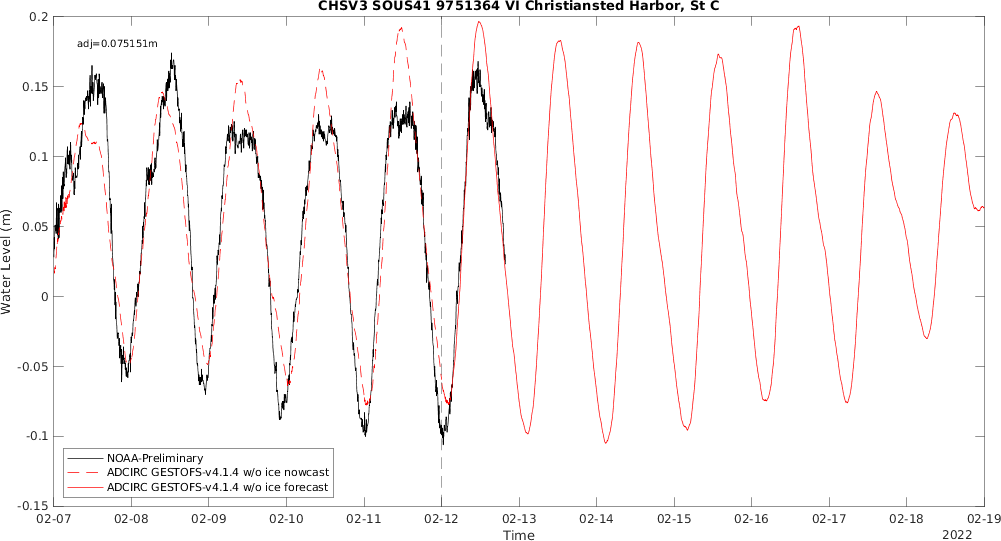 CHSV3 SOUS41 9751364 VI Christiansted Harbor, St C
adj=0.075151m
0.2
0.15
0.1
0.05
0
-0.05
-0.1
-0.15
Water Level (m)
NOAA-Preliminary
ADCIRC GESTOFS-v4.1.4 w/o ice nowcast
ADCIRC GESTOFS-v4.1.4 w/o ice forecast
02-07 02-08 02-09 02-10 02-11 02-12 02-13 02-14 02-15 02-16 02-17 02-18 02-19
Time
2022